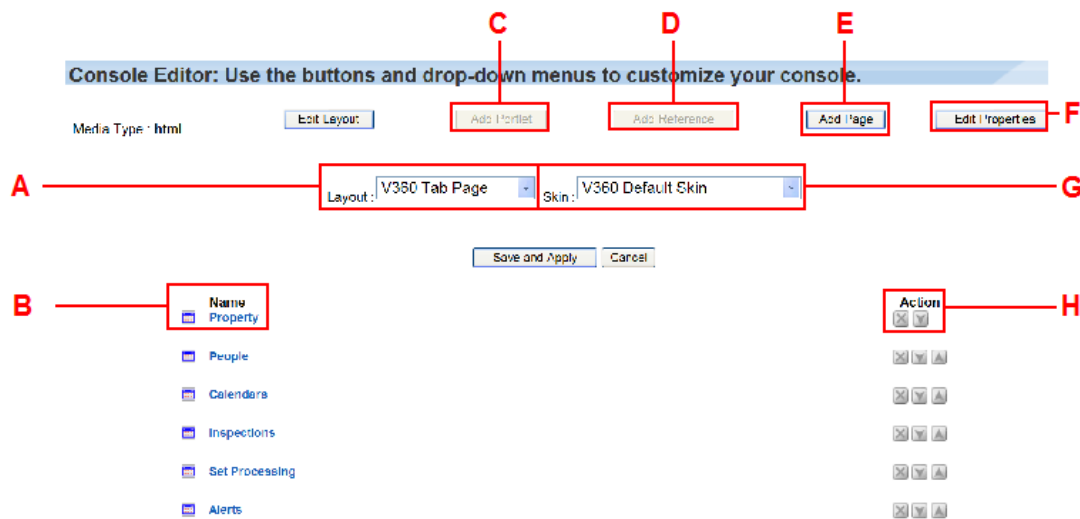 C D E
Console Editor: Use the buttons and drop-down menus to customize your console.
Media Type : html Edit Layout Add Portlet Add Reference Add Page Edit Properties F
A Layout : V360 Tab Page Skin : V360 Default Skin G
Save and Apply Cancel
B Name Action H
Property
People
Calendars
Inspections
Set Processing
Alerts